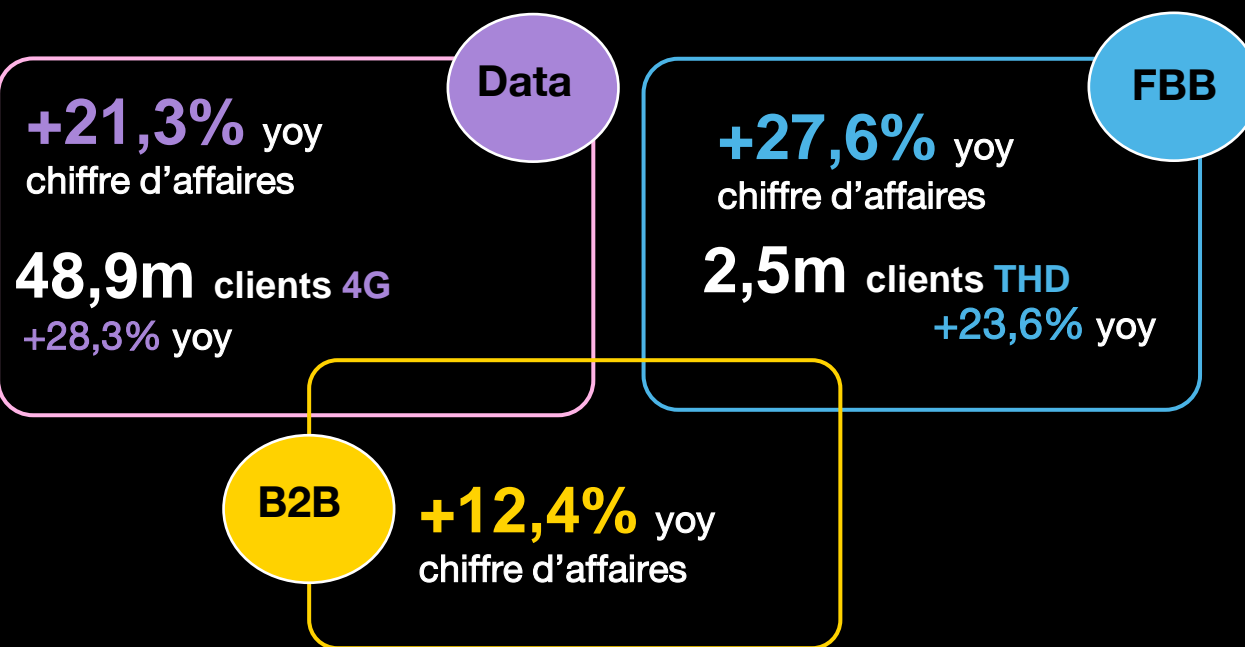 Data
+21,3% yoy
chiffre d’affaires
48,9m clients 4G
+28,3% yoy
FBB
+27,6% yoy
chiffre d’affaires
2,5m clients THD
+23,6% yoy
B2B
+12,4% yoy
chiffre d’affaires